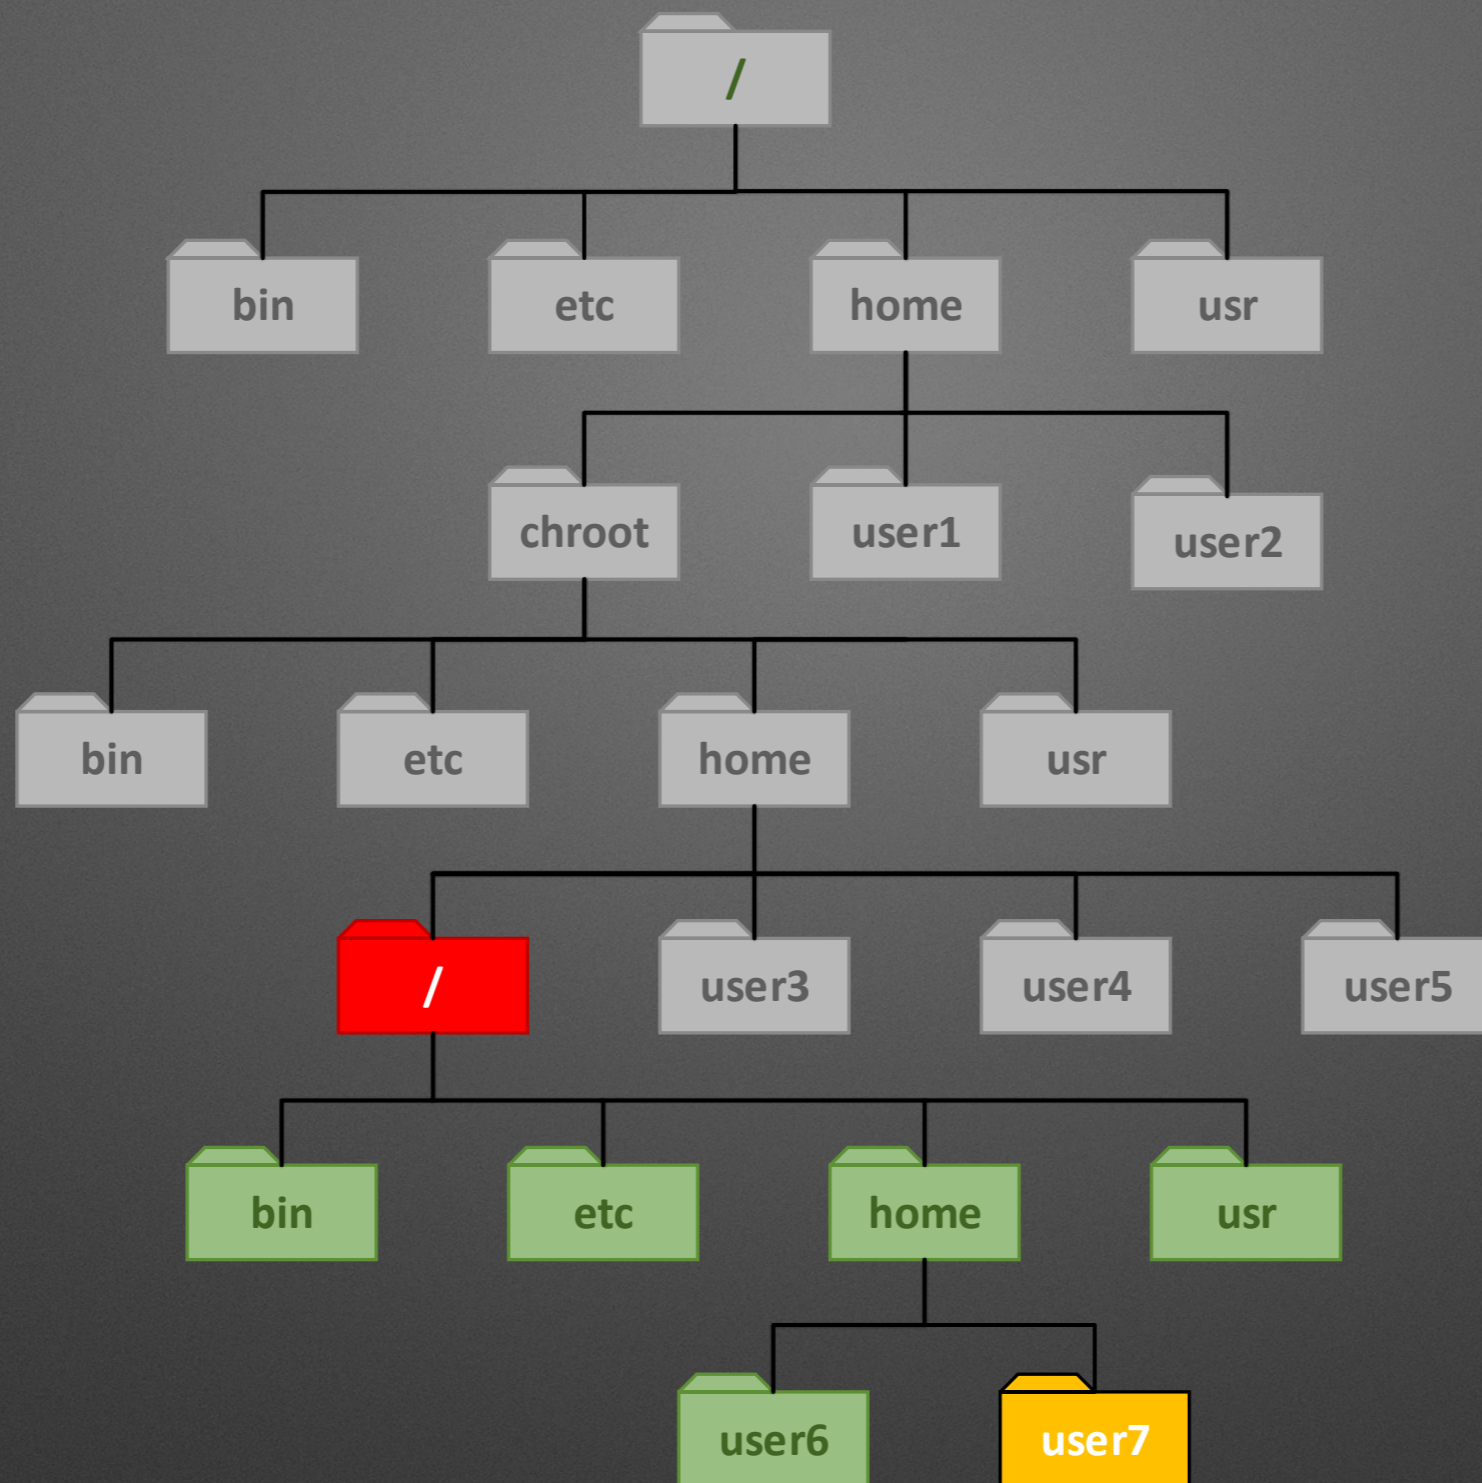 /
bin
etc
home
usr
chroot
user1
user2
bin
etc
home
usr
/
user3
user4
user5
bin
etc
home
usr
user6
user7